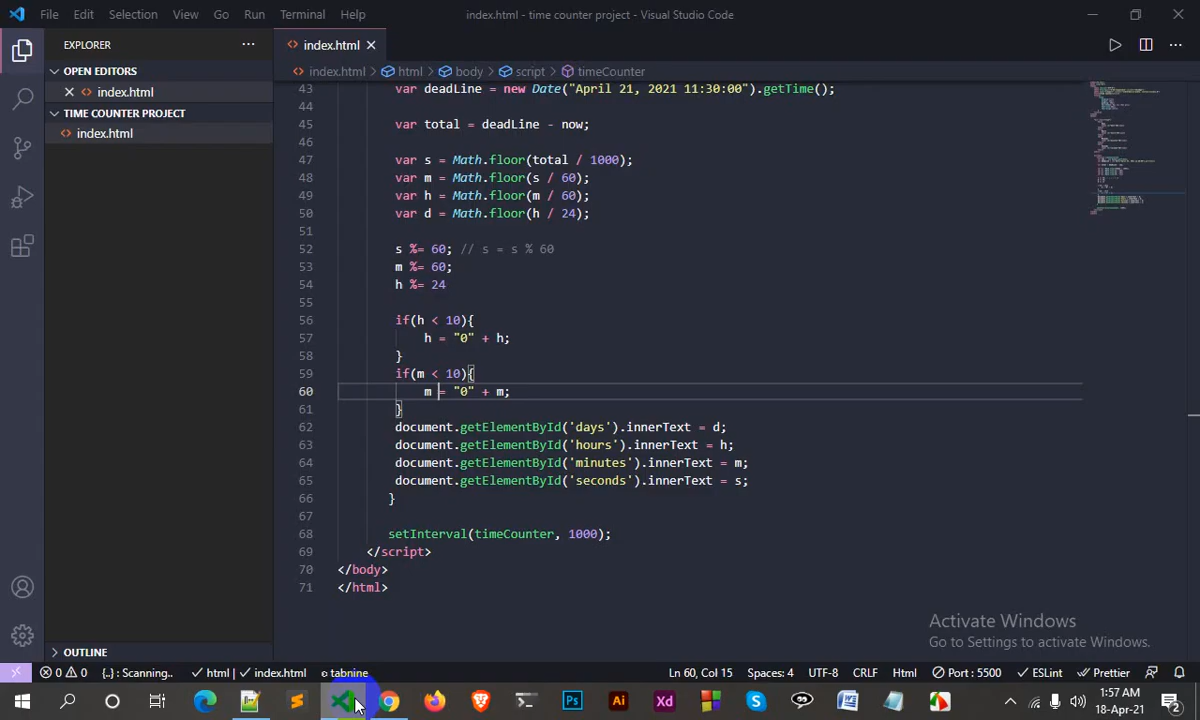 File Edit Selection View Go Run Terminal Help index.html - time counter project - Visual Studio Code
EXPLORER
index.html
OPEN EDITORS
index.html > html > body > script > timeCounter
index.html
TIME COUNTER PROJECT
index.html
43 var deadLine = new Date("April 21, 2021 11:30:00").getTime();
44
45 var total = deadLine - now;
46
47 var s = Math.floor(total / 1000);
48 var m = Math.floor(s / 60);
49 var h = Math.floor(m / 60);
50 var d = Math.floor(h / 24);
51
52 s %= 60; // s = s % 60
53 m %= 60;
54 h %= 24
55
56 if(h < 10){
57 h = "0" + h;
58 }
59 if(m < 10){
60 m = "0" + m;
61 }
62 document.getElementById('days').innerText = d;
63 document.getElementById('hours').innerText = h;
64 document.getElementById('minutes').innerText = m;
65 document.getElementById('seconds').innerText = s;
66 }
67
68 setInterval(timeCounter, 1000);
69 </script>
70 </body>
71 </html>
Activate Windows
Go to Settings to activate Windows.
OUTLINE
0 0 {..} : Scanning.. html | index.html tabnine Ln 60, Col 15 Spaces: 4 UTF-8 CRLF Html Port : 5500 ESLint Prettier
Ps Ai Xd
1:57 AM
18-Apr-21
2